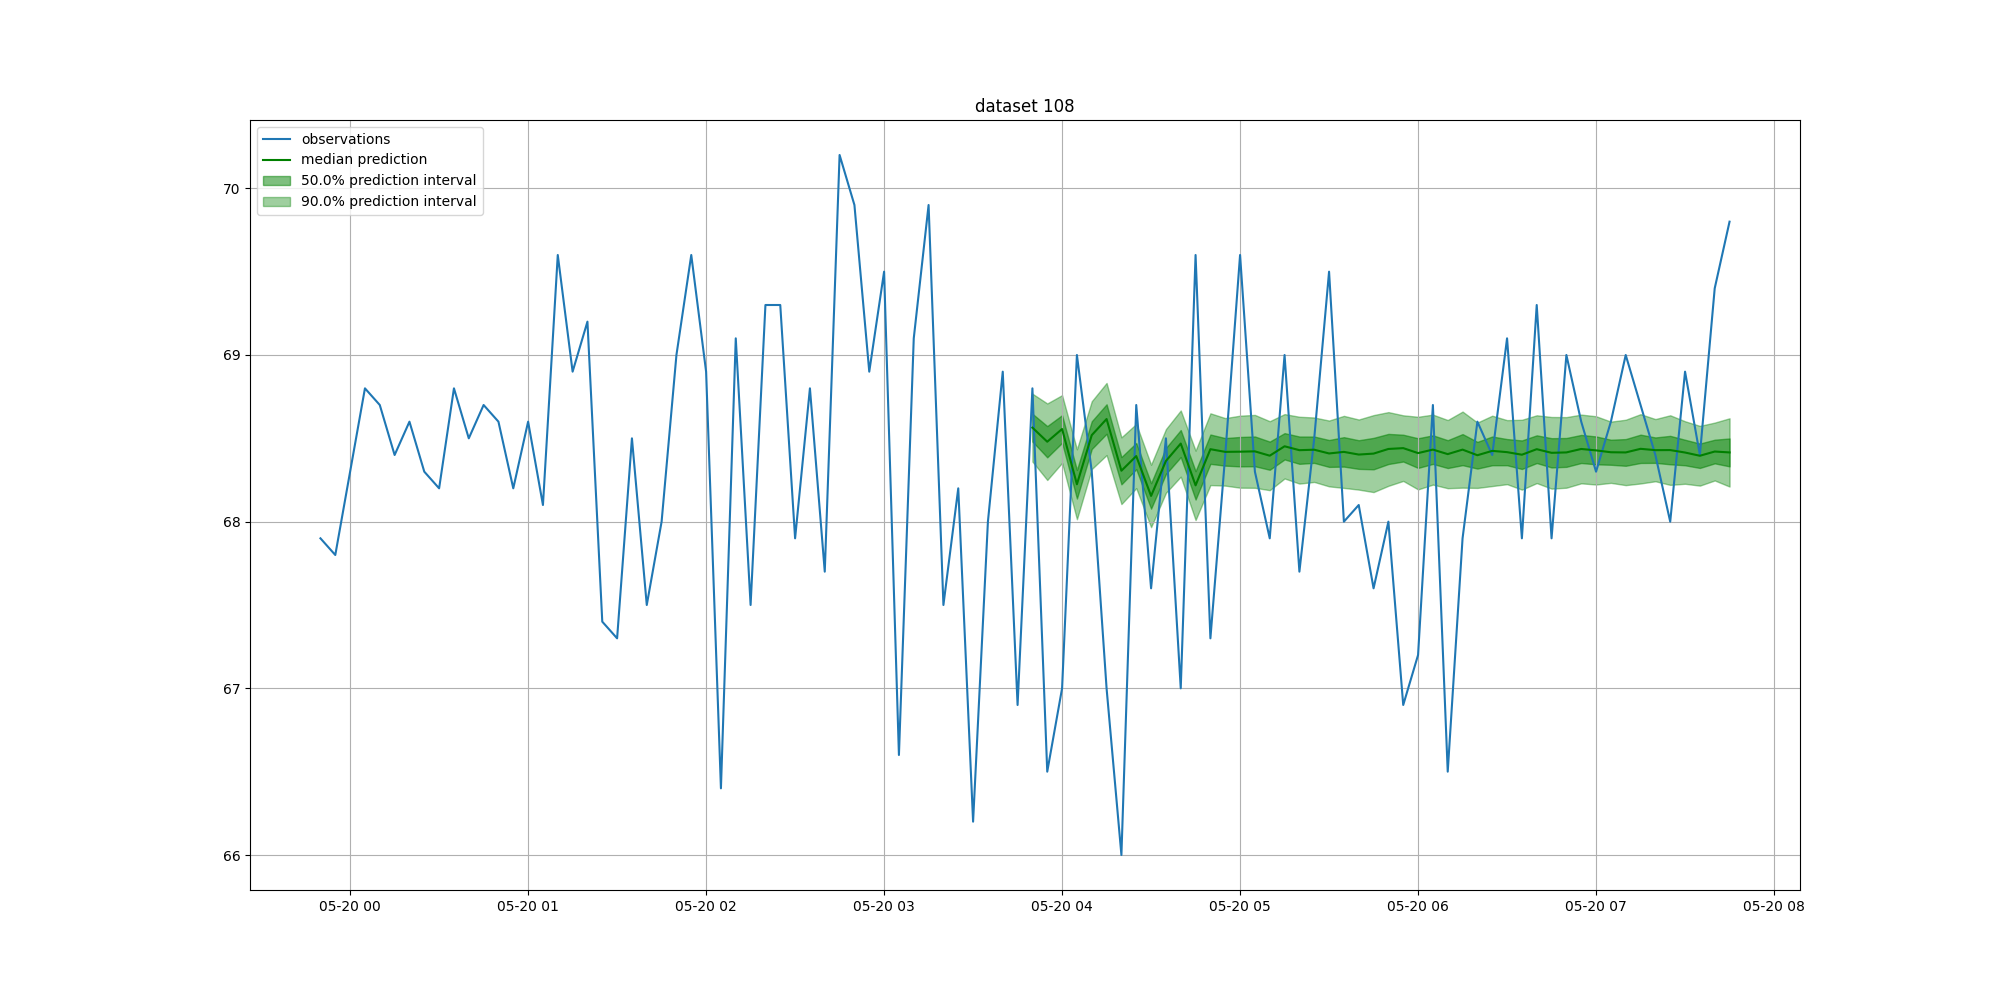 dataset 108
observations
median prediction
50.0% prediction interval
90.0% prediction interval
70
69
68
67
66
05-20 00
05-20 01
05-20 02
05-20 03
05-20 04
05-20 05
05-20 06
05-20 07
05-20 08